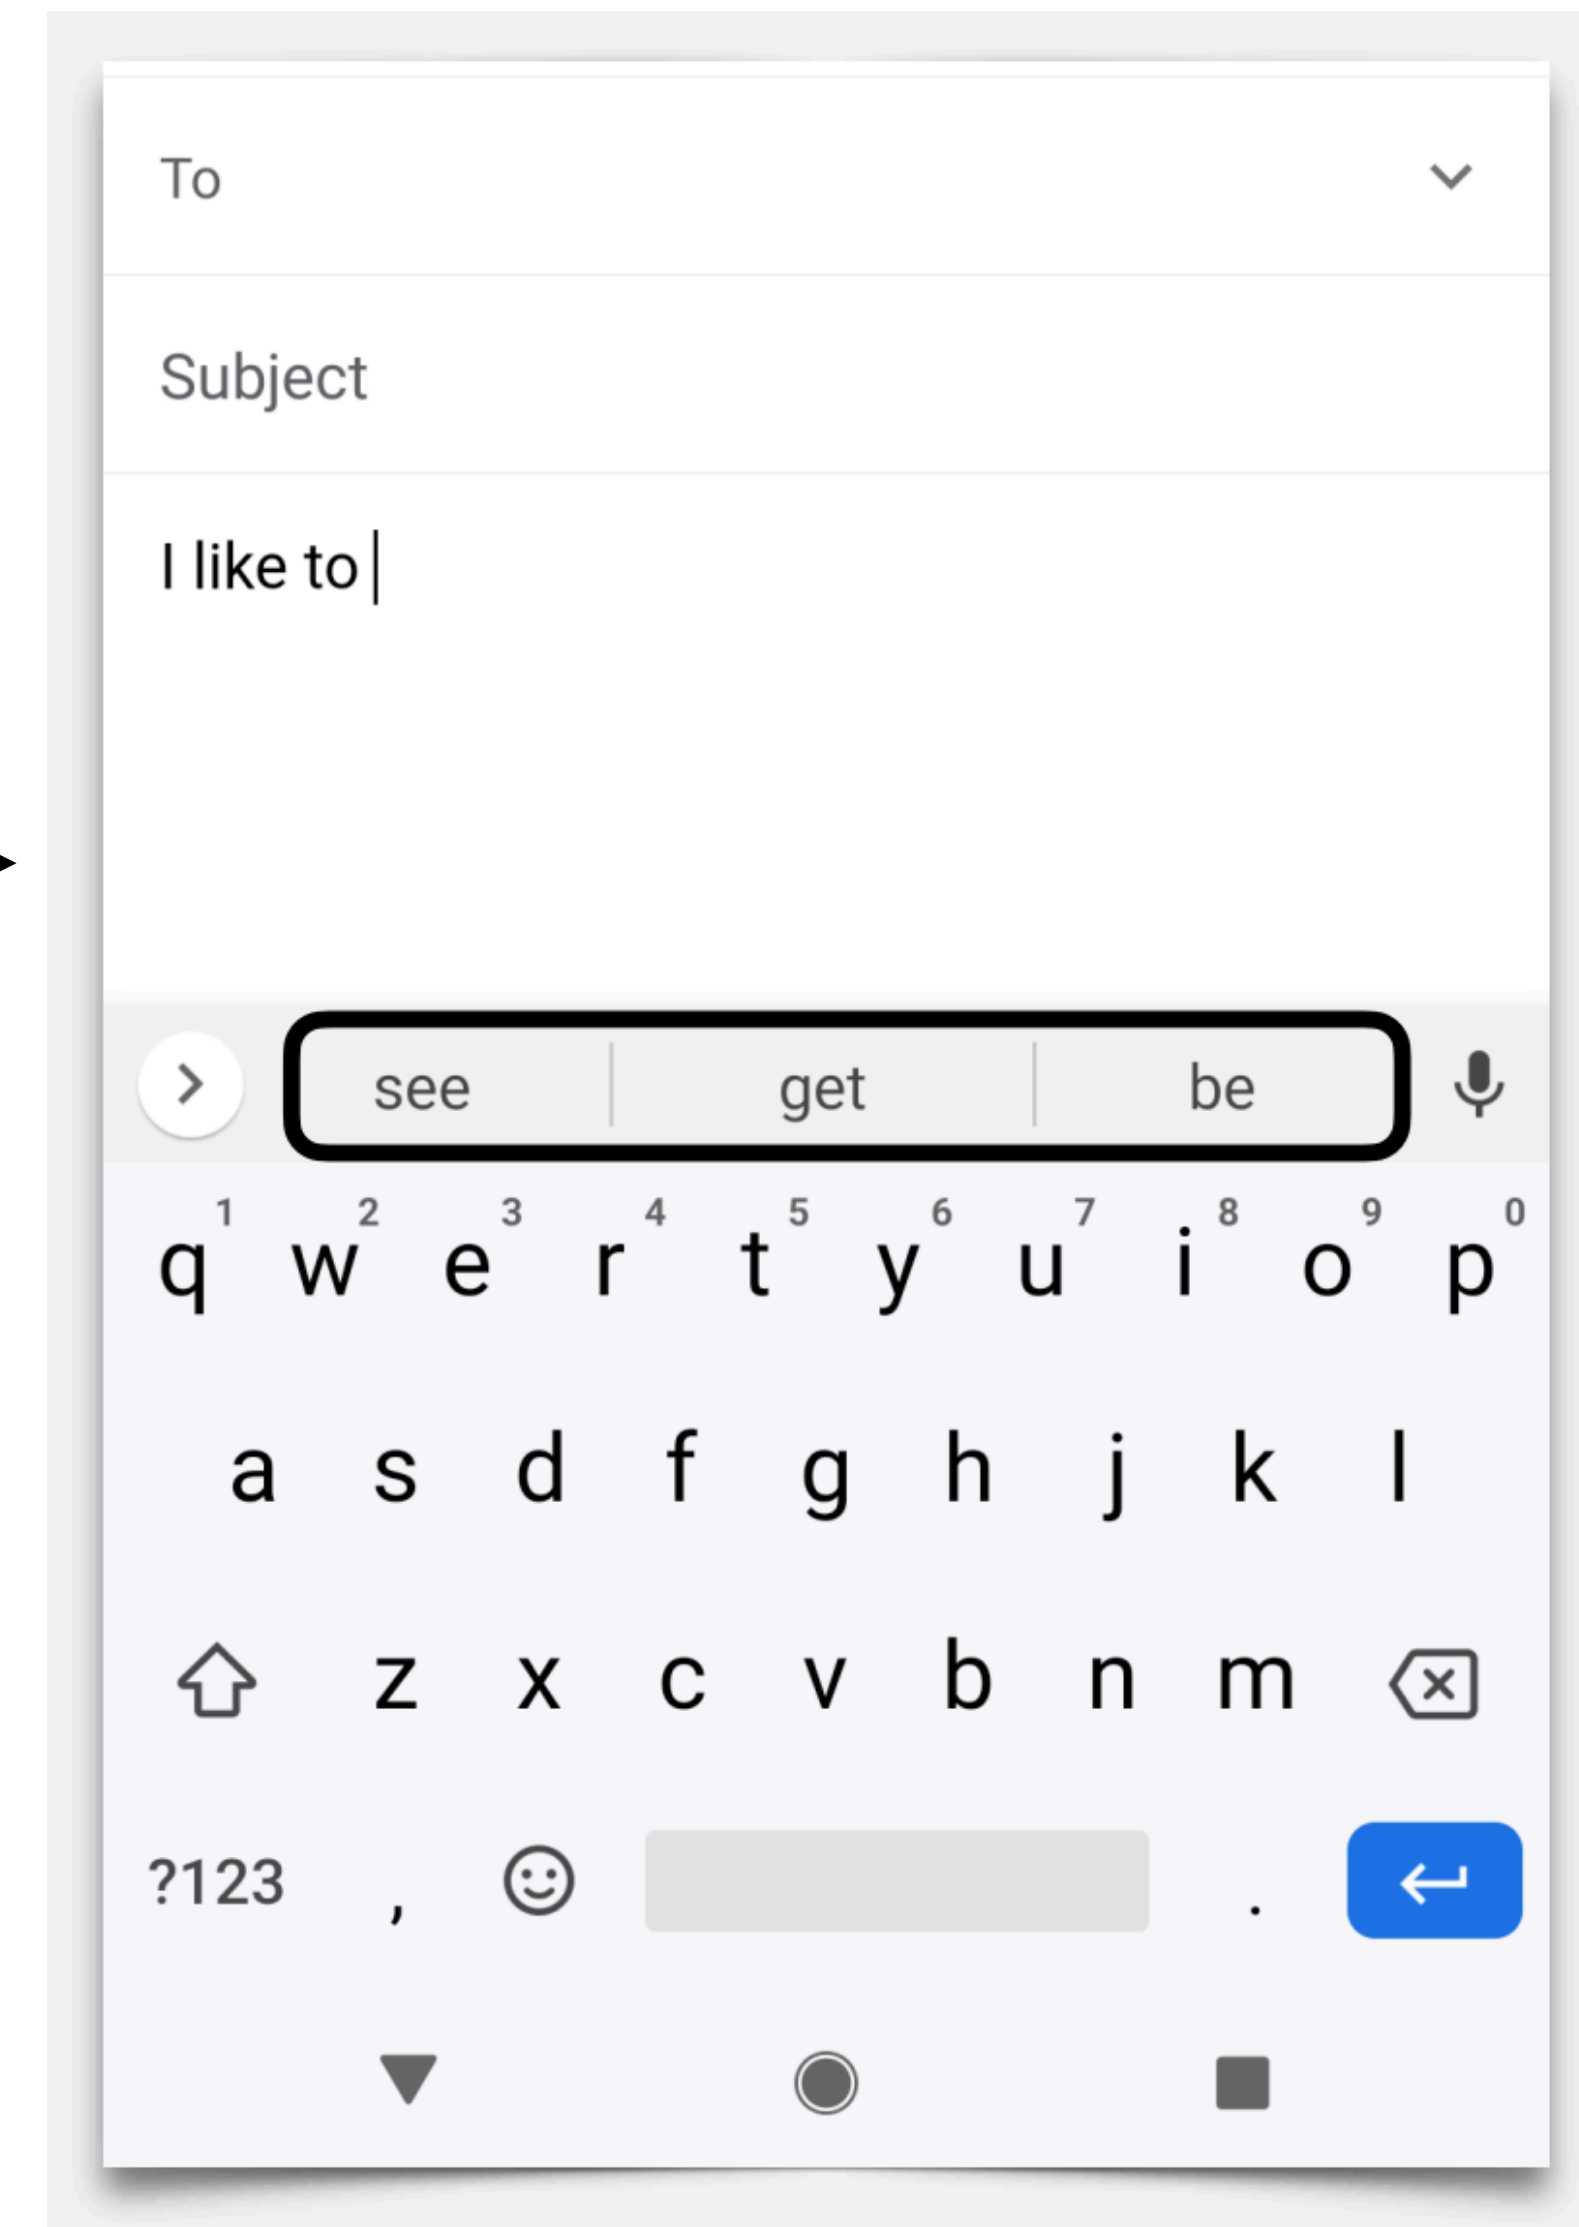 To
Subject
I like to
see get be
1 2 3 4 5 6 7 8 9 0
q w e r t y u i o p
a s d f g h j k l
z x c v b n m
?123 , .